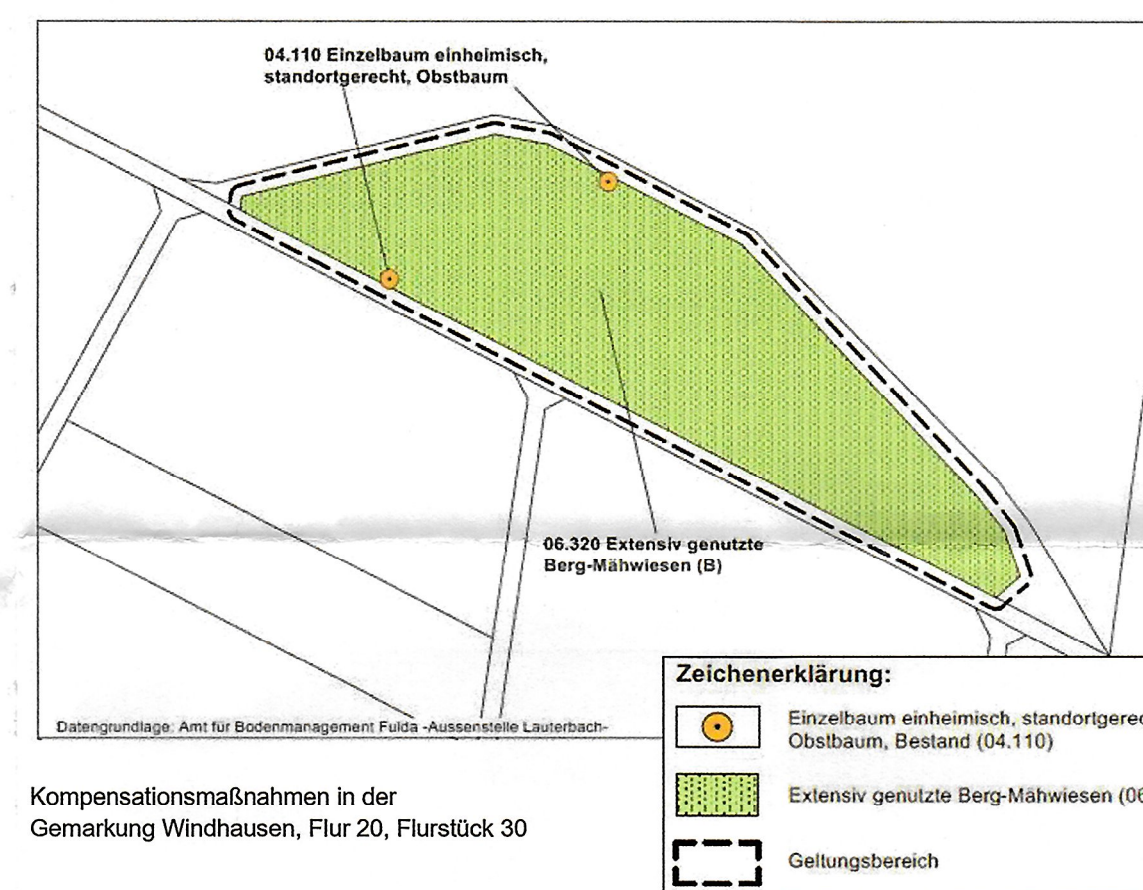 04.110 Einzelbaum einheimisch,
standortgerecht, Obstbaum
06.320 Extensiv genutzte
Berg-Mähwiesen (B)
Datengrundlage: Amt für Bodenmanagement Fulda -Aussenstelle Lauterbach-
Kompensationsmaßnahmen in der
Gemarkung Windhausen, Flur 20, Flurstück 30
Zeichenerklärung:
Einzelbaum einheimisch, standortgerec
Obstbaum, Bestand (04.110)
Extensiv genutzte Berg-Mähwiesen (06
Geltungsbereich